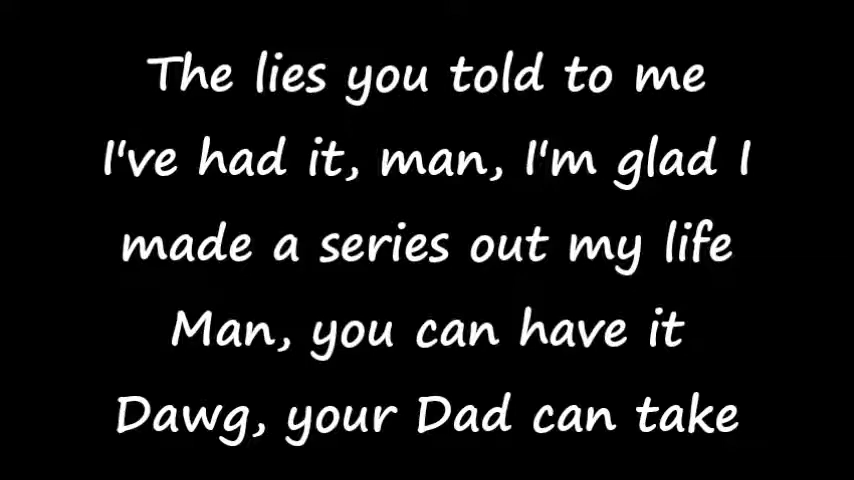 The lies you told to me
I've had it, man, I'm glad I
made a series out my life
Man, you can have it
Dawg, your Dad can take